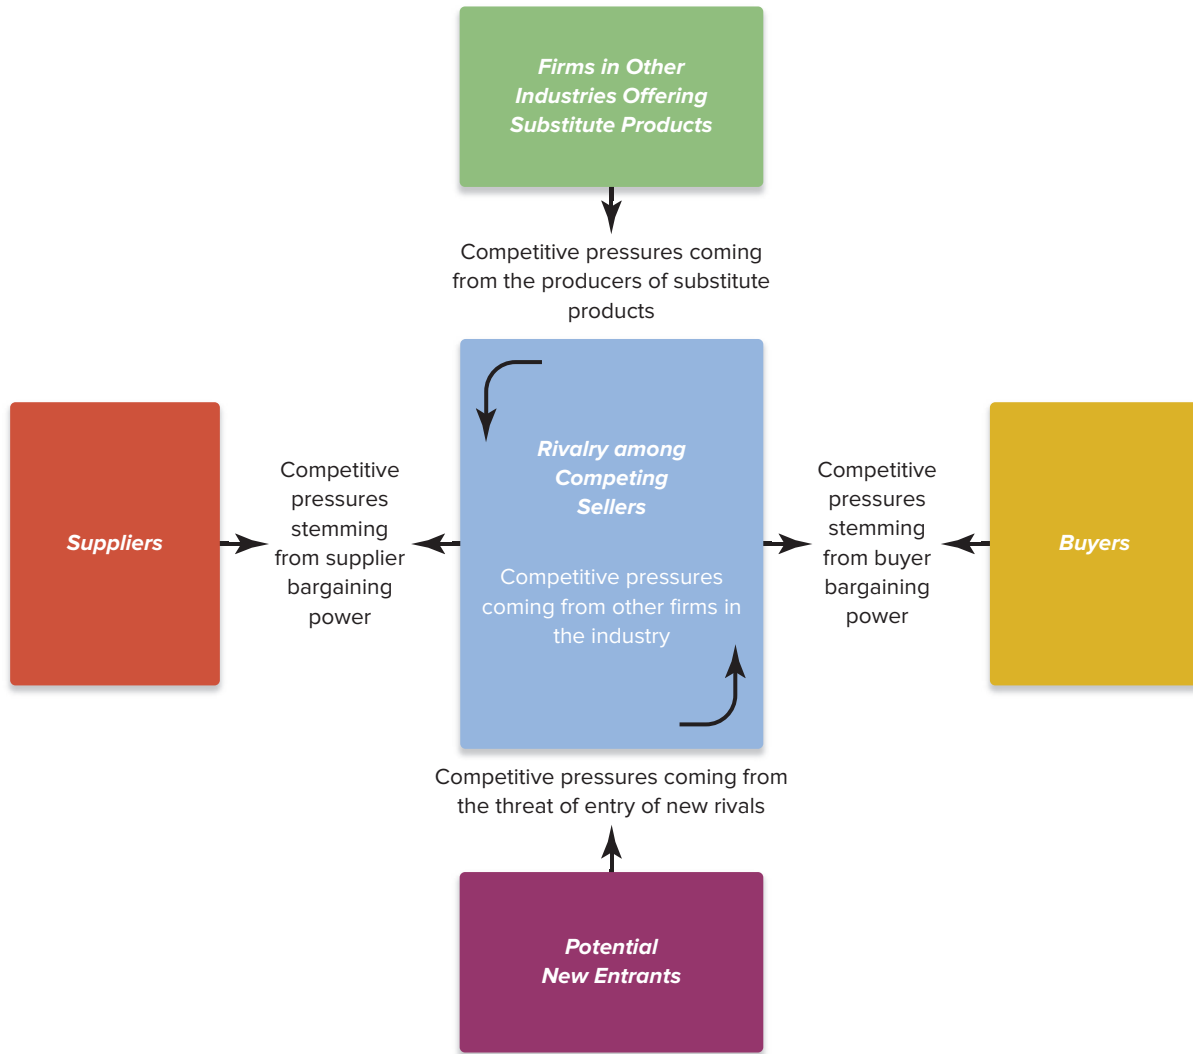 Firms in Other
Industries Offering
Substitute Products
Competitive pressures coming
from the producers of substitute
products
Suppliers
Competitive
pressures
stemming
from supplier
bargaining
power
Rivalry among
Competing
Sellers
Competitive pressures
coming from other firms in
the industry
Competitive
pressures
stemming
from buyer
bargaining
power
Buyers
Competitive pressures coming from
the threat of entry of new rivals
Potential
New Entrants